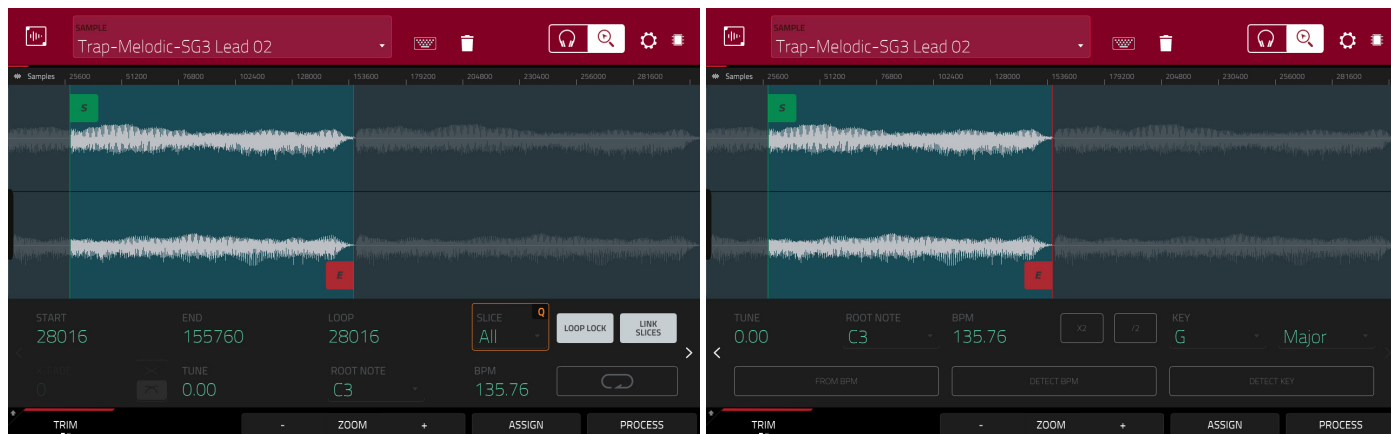 SAMPLE
Trap-Melodic-SG3 Lead 02
Samples 25600 51200 76800 102400 128000 153600 179200 204800 230400 256000 281600
S
E
START END LOOP SLICE Q
28016 155760 28016 All LOOP LOCK LINK SLICES
TUNE ROOT NOTE BPM
0 0.00 C3 135.76
TRIM - ZOOM + ASSIGN PROCESS
SAMPLE
Trap-Melodic-SG3 Lead 02
Samples 25600 51200 76800 102400 128000 153600 179200 204800 230400 256000 281600
S
E
TUNE ROOT NOTE BPM X2 /2 KEY
0.00 C3 135.76 G Major
FROM BPM DETECT BPM DETECT KEY
TRIM - ZOOM + ASSIGN PROCESS